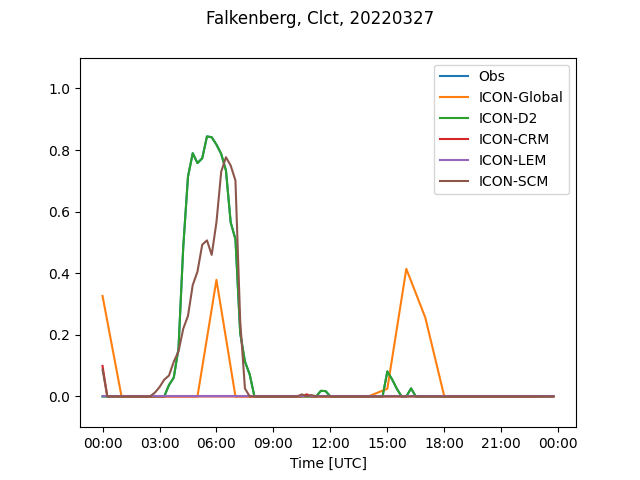 Falkenberg, Clct, 20220327
Obs
ICON-Global
ICON-D2
ICON-CRM
ICON-LEM
ICON-SCM
1.0
0.8
0.6
0.4
0.2
0.0
00:00 03:00 06:00 09:00 12:00 15:00 18:00 21:00 00:00
Time [UTC]